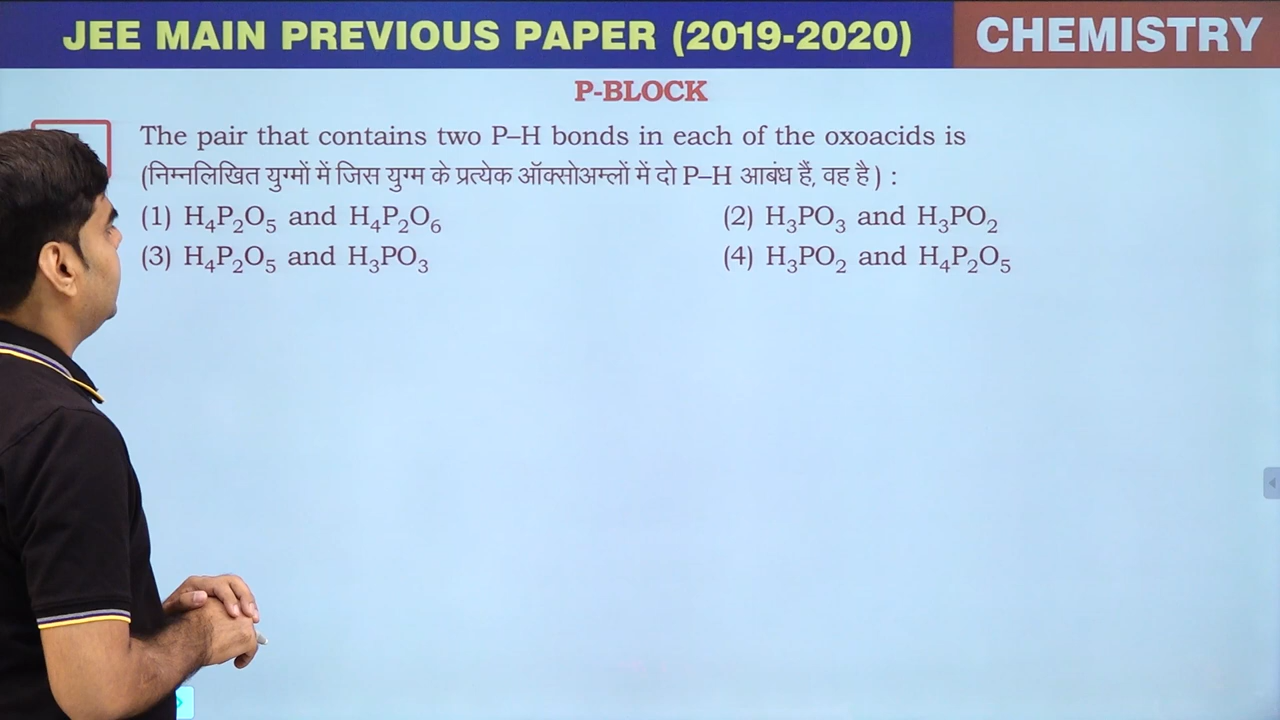 JEE MAIN PREVIOUS PAPER (2019-2020) CHEMISTRY
P-BLOCK
The pair that contains two P–H bonds in each of the oxoacids is
(निम्नलिखित युग्मों में जिस युग्म के प्रत्येक ऑक्सोअम्लों में दो P–H आबंध हैं, वह है) :
(1) H₄P₂O₅ and H₄P₂O₆ (2) H₃PO₃ and H₃PO₂
(3) H₄P₂O₅ and H₃PO₃ (4) H₃PO₂ and H₄P₂O₅